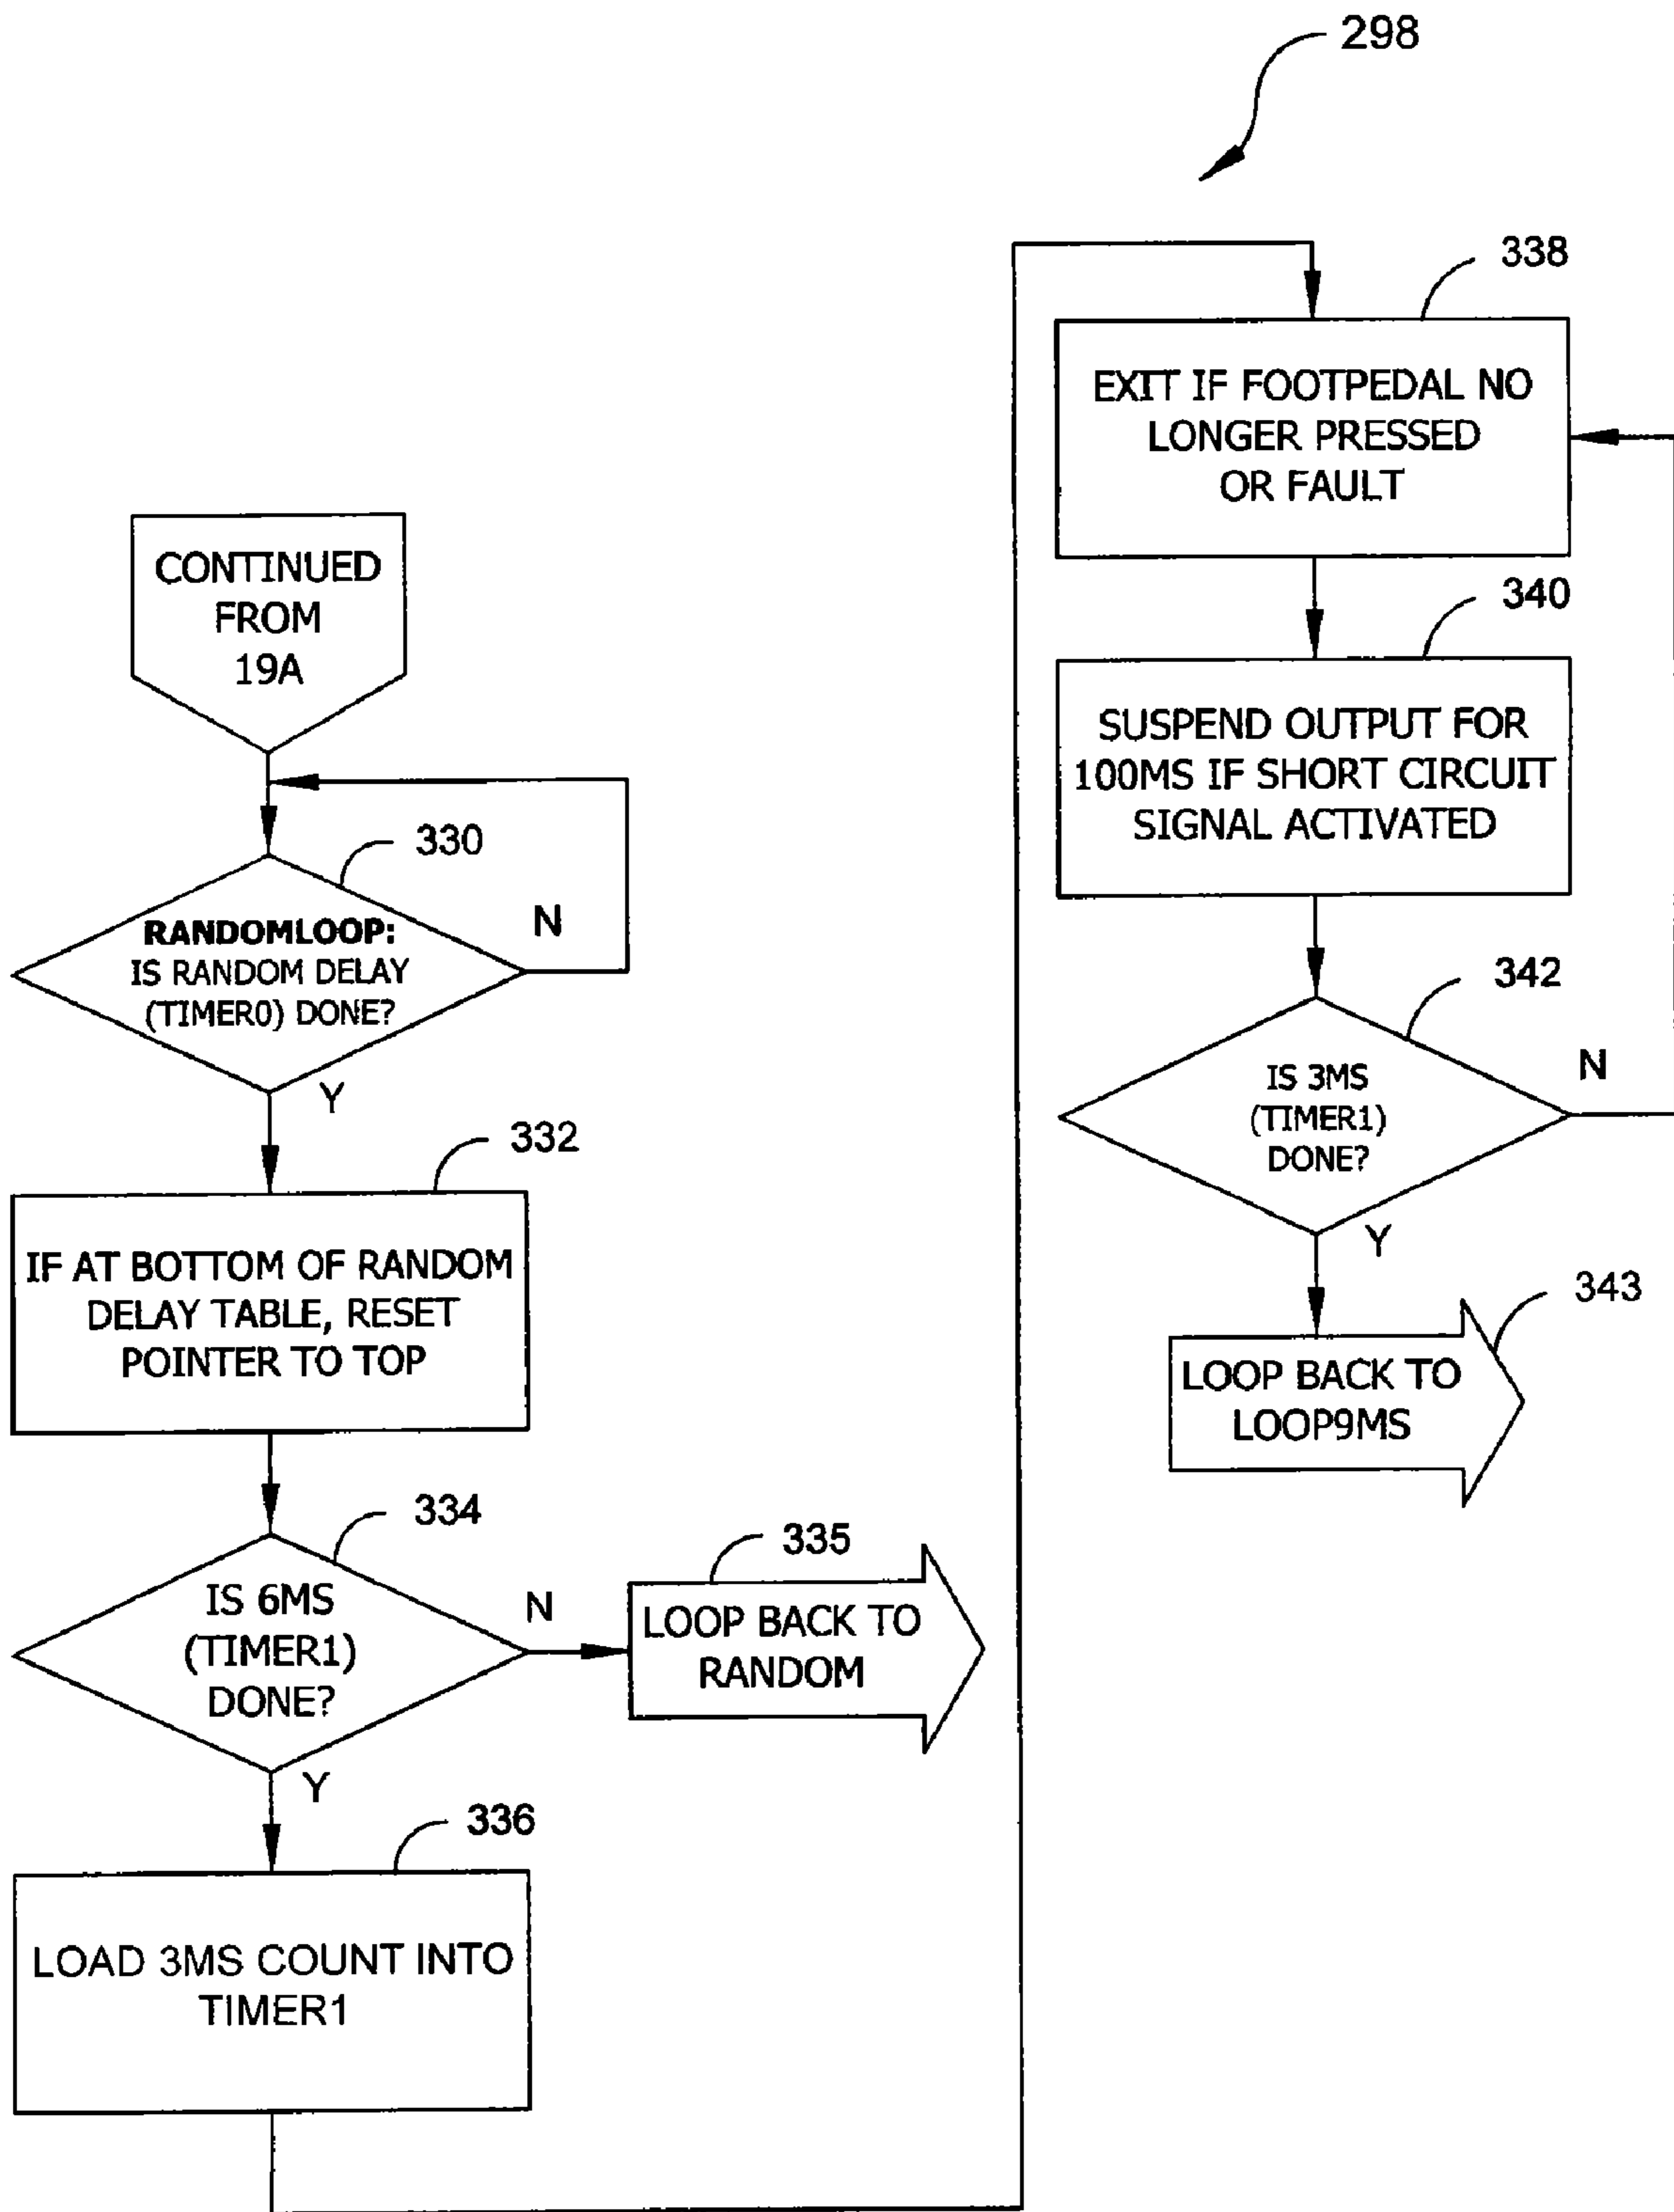 298
CONTINUED
FROM
19A
330
RANDOMLOOP:
IS RANDOM DELAY
(TIMER0) DONE?
N
Y
332
IF AT BOTTOM OF RANDOM
DELAY TABLE, RESET
POINTER TO TOP
334
IS 6MS
(TIMER1)
DONE?
N
335
LOOP BACK TO
RANDOM
Y
336
LOAD 3MS COUNT INTO
TIMER1
338
EXIT IF FOOTPEDAL NO
LONGER PRESSED
OR FAULT
340
SUSPEND OUTPUT FOR
100MS IF SHORT CIRCUIT
SIGNAL ACTIVATED
342
IS 3MS
(TIMER1)
DONE?
N
Y
343
LOOP BACK TO
LOOP9MS